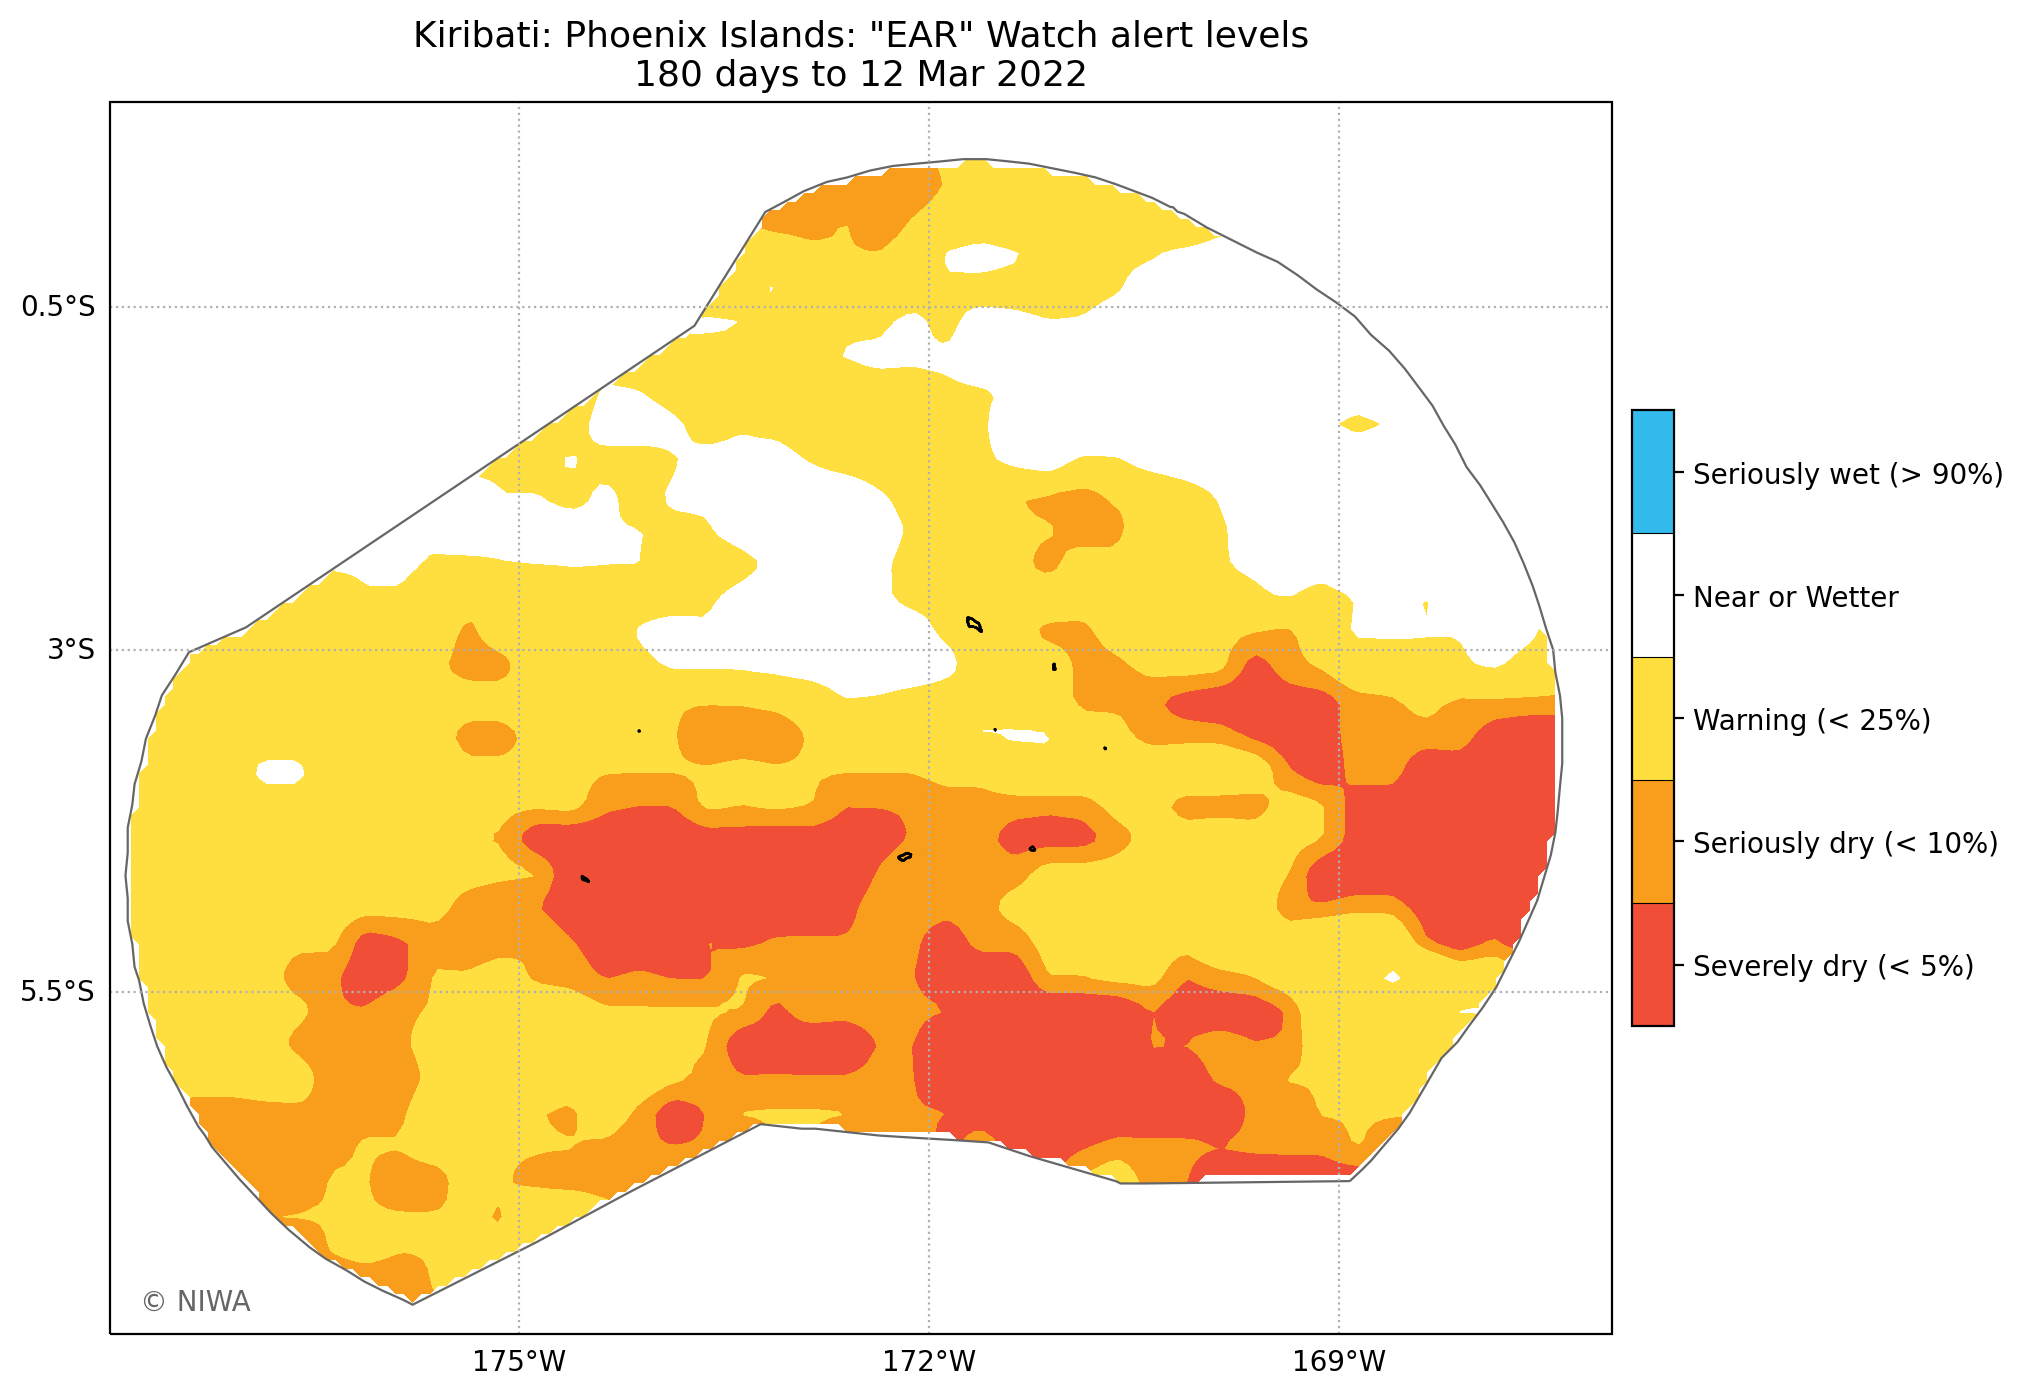 Kiribati: Phoenix Islands: "EAR" Watch alert levels
180 days to 12 Mar 2022
0.5°S
3°S
5.5°S
175°W
172°W
169°W
Seriously wet (> 90%)
Near or Wetter
Warning (< 25%)
Seriously dry (< 10%)
Severely dry (< 5%)
© NIWA